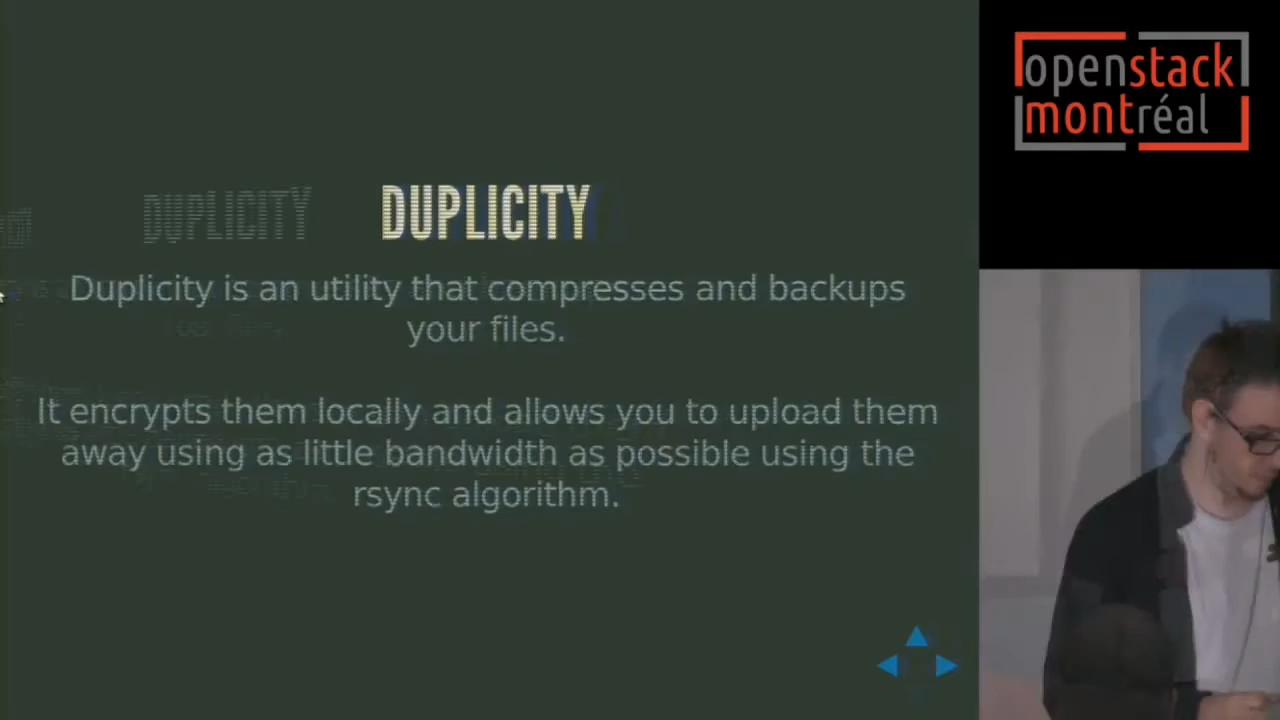 openstack
montréal
DUPLICITY
DUPLICITY
Duplicity is an utility that compresses and backups
your files.
It encrypts them locally and allows you to upload them
away using as little bandwidth as possible using the
rsync algorithm.